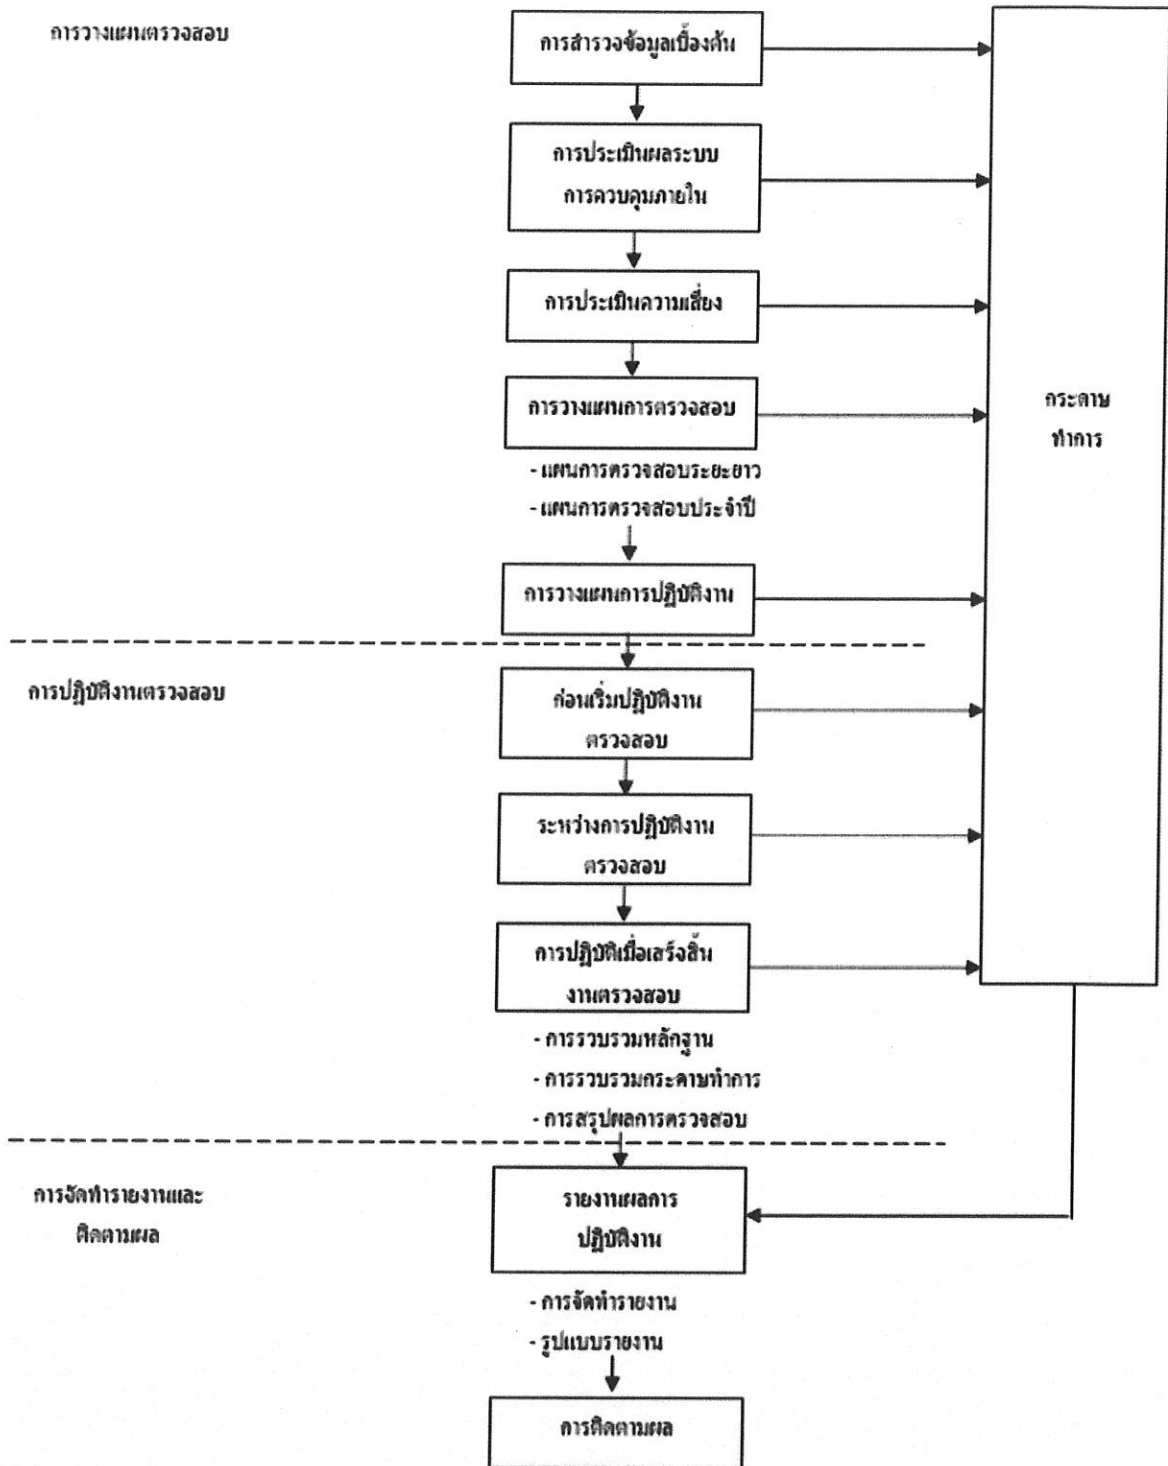 การวางแผนตรวจสอบ
การสำรวจข้อมูลเบื้องต้น
การประเมินผลระบบ
การควบคุมภายใน
การประเมินความเสี่ยง
การวางแผนการตรวจสอบ
- แผนการตรวจสอบระยะยาว
- แผนการตรวจสอบประจำปี
การวางแผนการปฏิบัติงาน
กระดาษ
ทำการ
การปฏิบัติงานตรวจสอบ
ก่อนเริ่มปฏิบัติงาน
ตรวจสอบ
ระหว่างการปฏิบัติงาน
ตรวจสอบ
การปฏิบัติเมื่อเสร็จสิ้น
งานตรวจสอบ
- การรวบรวมหลักฐาน
- การรวบรวมกระดาษทำการ
- การสรุปผลการตรวจสอบ
การจัดทำรายงานและ
ติดตามผล
รายงานผลการ
ปฏิบัติงาน
- การจัดทำรายงาน
- รูปแบบรายงาน
การติดตามผล